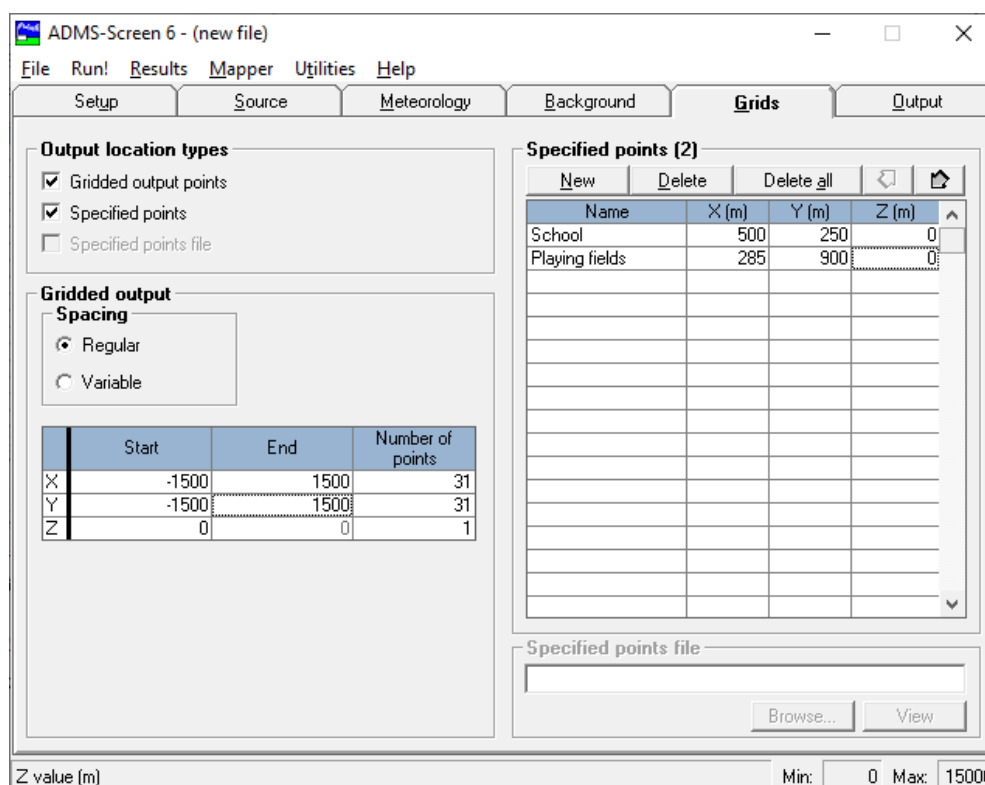 ADMS-Screen 6 - (new file)
File Run! Results Mapper Utilities Help
Setup Source Meteorology Background Grids Output
Output location types
Gridded output points
Specified points
Specified points file
Gridded output
Spacing
Regular
Variable
Start End Number of points
X -1500 1500 31
Y -1500 1500 31
Z 0 0 1
Specified points (2)
New Delete Delete all
Name X (m) Y (m) Z (m)
School 500 250 0
Playing fields 285 900 0
Specified points file
Browse... View
Z value (m) Min: 0 Max: